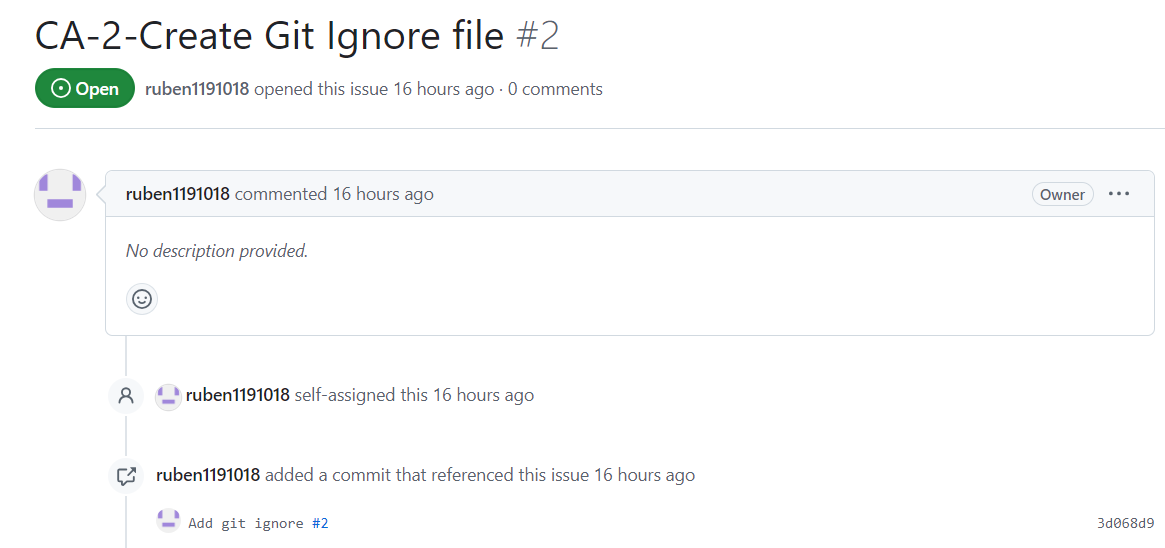 CA-2-Create Git Ignore file #2
Open ruben1191018 opened this issue 16 hours ago · 0 comments
ruben1191018 commented 16 hours ago Owner ···
No description provided.
ruben1191018 self-assigned this 16 hours ago
ruben1191018 added a commit that referenced this issue 16 hours ago
Add git ignore #2 3d068d9